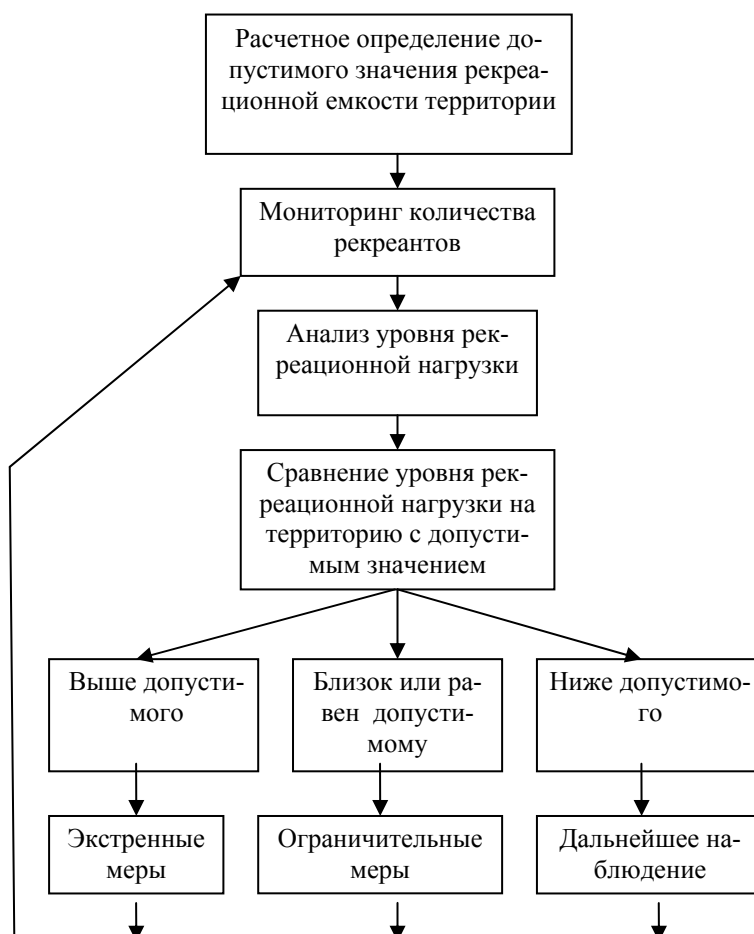 Расчетное определение до-
пустимого значения рекреа-
ционной емкости территории
Мониторинг количества
рекреантов
Анализ уровня рек-
реационной нагрузки
Сравнение уровня рек-
реационной нагрузки на
территорию с допусти-
мым значением
Выше допусти-
мого
Близок или ра-
вен допусти-
мому
Ниже допустимо-
го
Экстренные
меры
Ограничительные
меры
Дальнейшее на-
блюдение